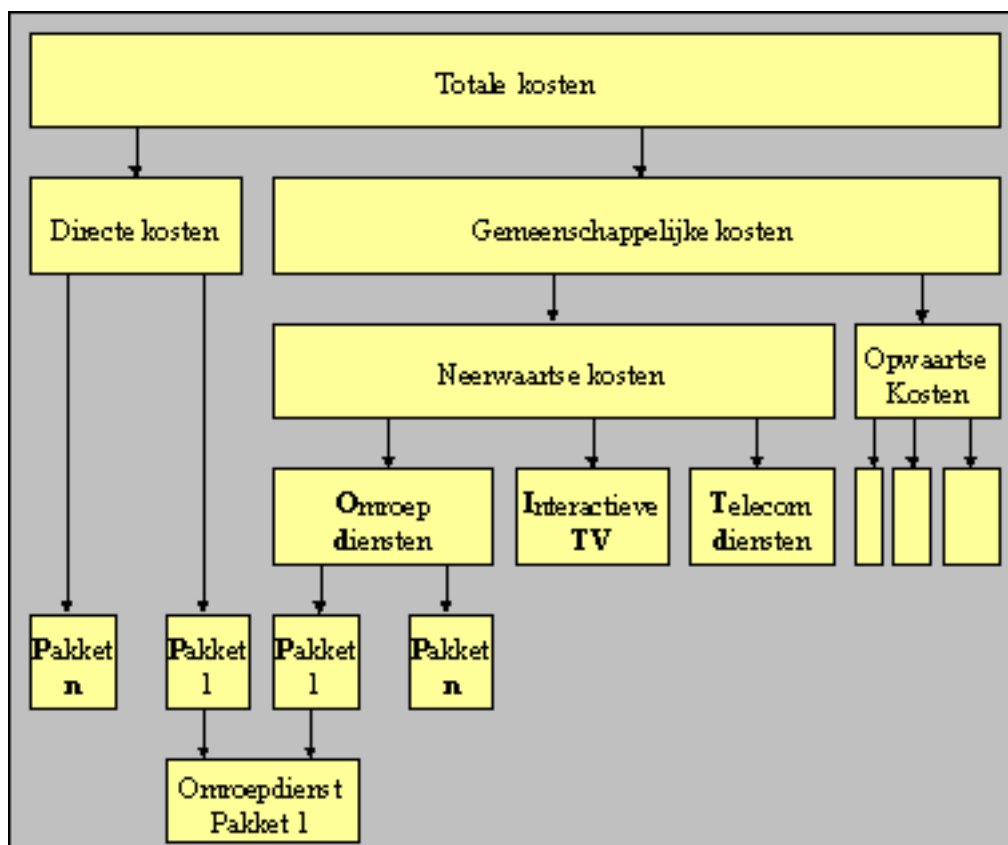 Totale kosten
Directe kosten
Gemeenschappelijke kosten
Neerwaartse kosten
Opwaartse
Kosten
Omroep
diensten
Interactieve
TV
Telecom
diensten
Pakket
n
Pakket
1
Pakket
1
Pakket
n
Omroepdienst
Pakket 1